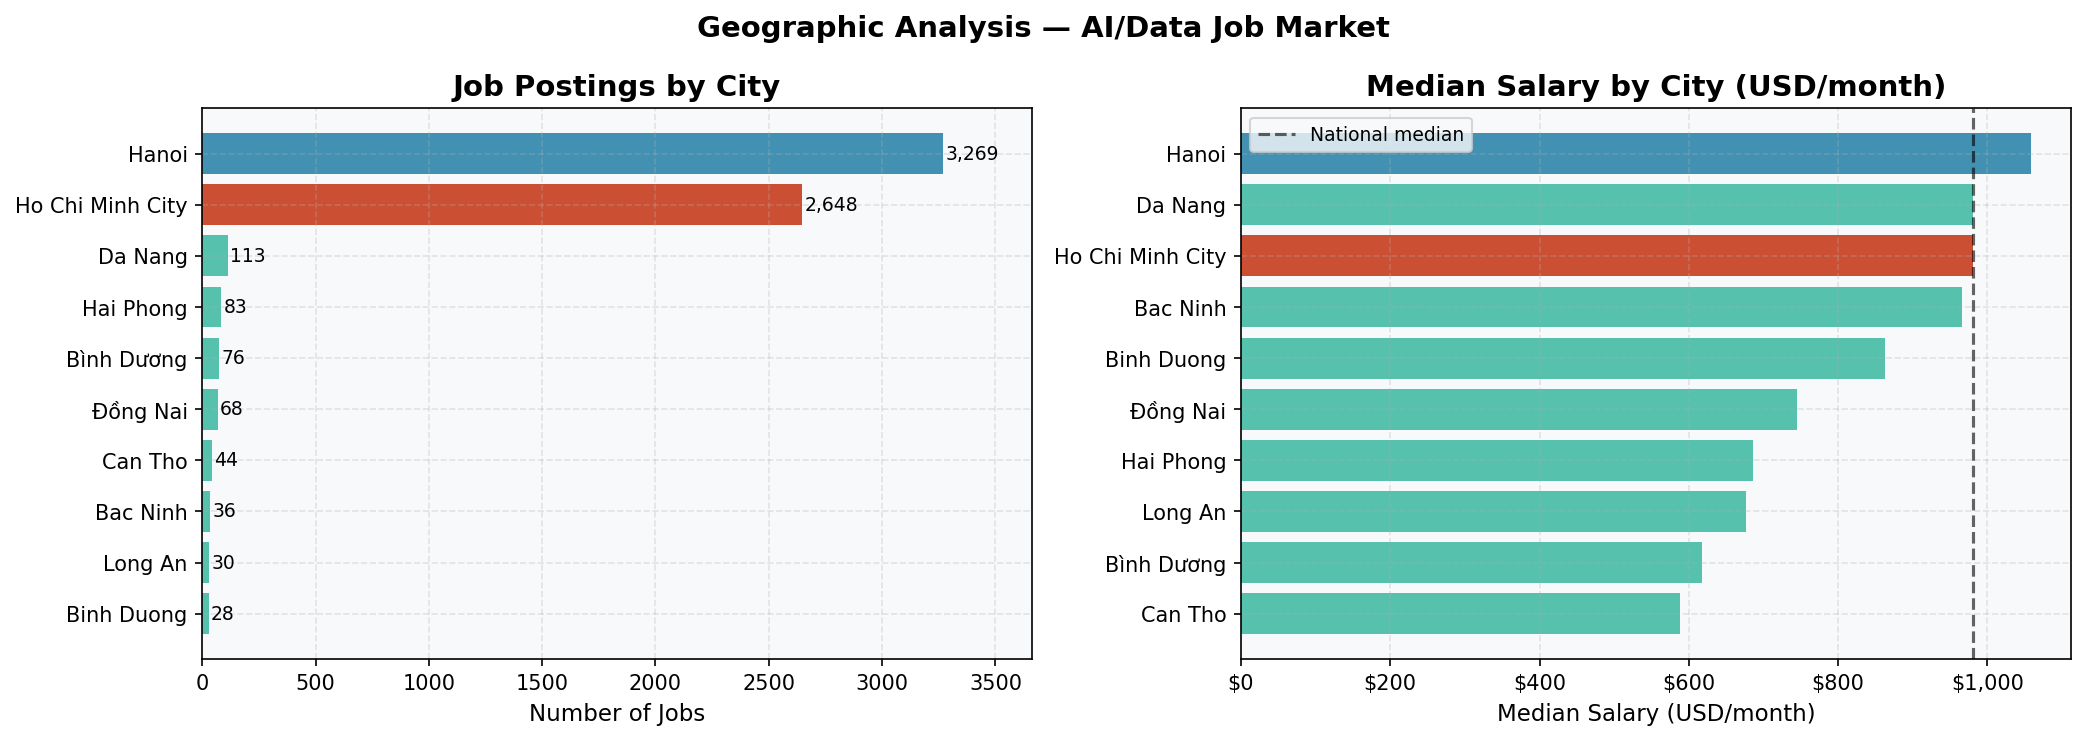 Geographic Analysis — AI/Data Job Market
Job Postings by City
Hanoi 3,269
Ho Chi Minh City 2,648
Da Nang 113
Hai Phong 83
Bình Dương 76
Đồng Nai 68
Can Tho 44
Bac Ninh 36
Long An 30
Binh Duong 28
0 500 1000 1500 2000 2500 3000 3500
Number of Jobs
Median Salary by City (USD/month)
National median
Hanoi
Da Nang
Ho Chi Minh City
Bac Ninh
Binh Duong
Đồng Nai
Hai Phong
Long An
Bình Dương
Can Tho
$0 $200 $400 $600 $800 $1,000
Median Salary (USD/month)